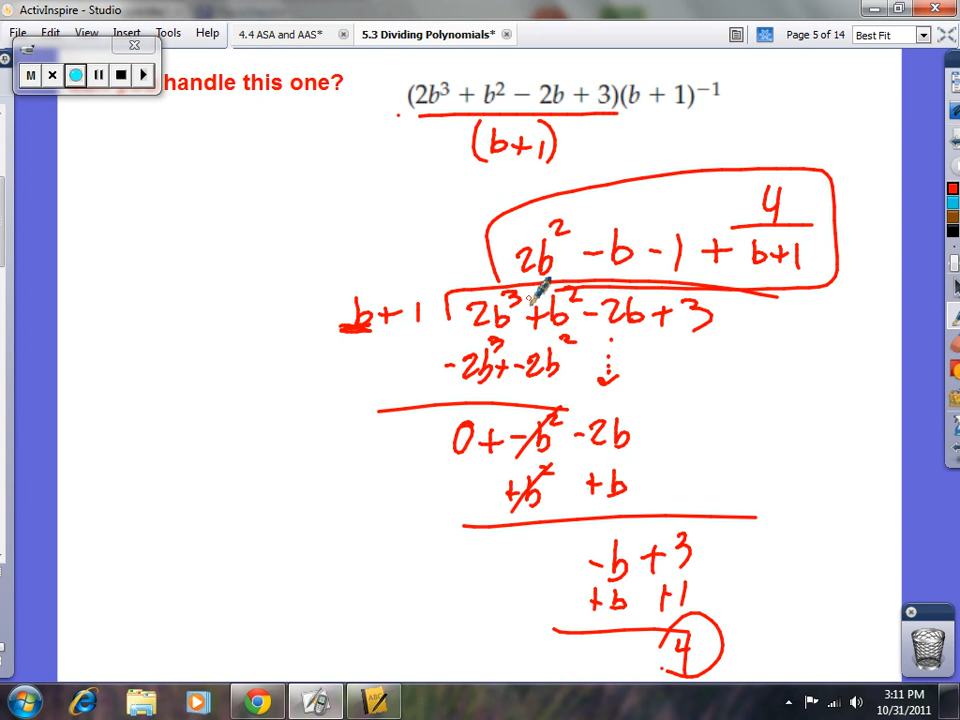 ActivInspire - Studio
File Edit View Insert Tools Help 4.4 ASA and AAS* 5.3 Dividing Polynomials* Page 5 of 14 Best Fit
M
handle this one?
(2b³ + b² − 2b + 3)(b + 1)⁻¹
(b+1)
4
2b² - b - 1 + b+1
b+1 2b³ + b² - 2b + 3
-2b³ + -2b²
0 + -b² - 2b
+b² +b
-b + 3
+b +1
4
3:11 PM
10/31/2011